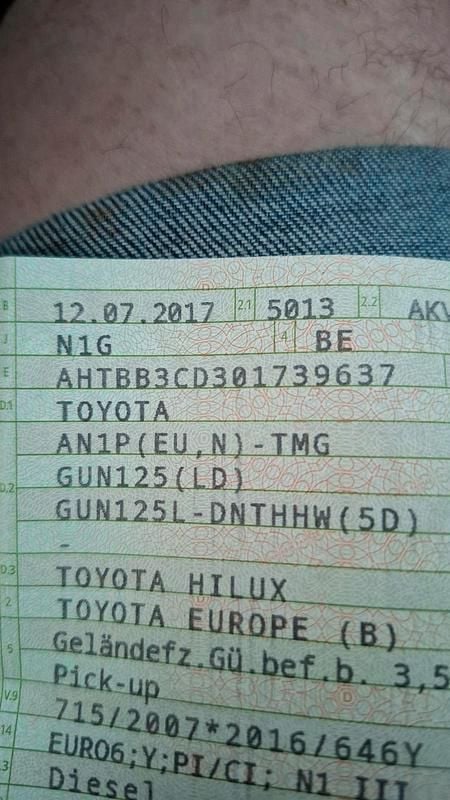 B 12.07.2017 2.1 5013 2.2 AK
J N1G 4 BE
E AHTBB3CD301739637
D.1 TOYOTA
AN1P(EU,N)-TMG
D.2 GUN125(LD)
GUN125L-DNTHHW(5D)
-
D.3 TOYOTA HILUX
2 TOYOTA EUROPE (B)
5 Geländefz.Gü.bef.b. 3,5
Pick-up
V.9 715/2007*2016/646Y
14 EURO6;Y;PI/CI; N1 III
3 Diesel